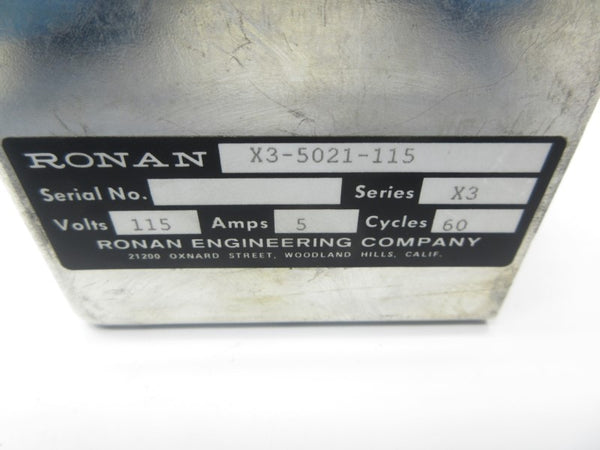 RONAN X3-5021-115
Serial No. Series X3
Volts 115 Amps 5 Cycles 60
RONAN ENGINEERING COMPANY
21200 OXNARD STREET, WOODLAND HILLS, CALIF.